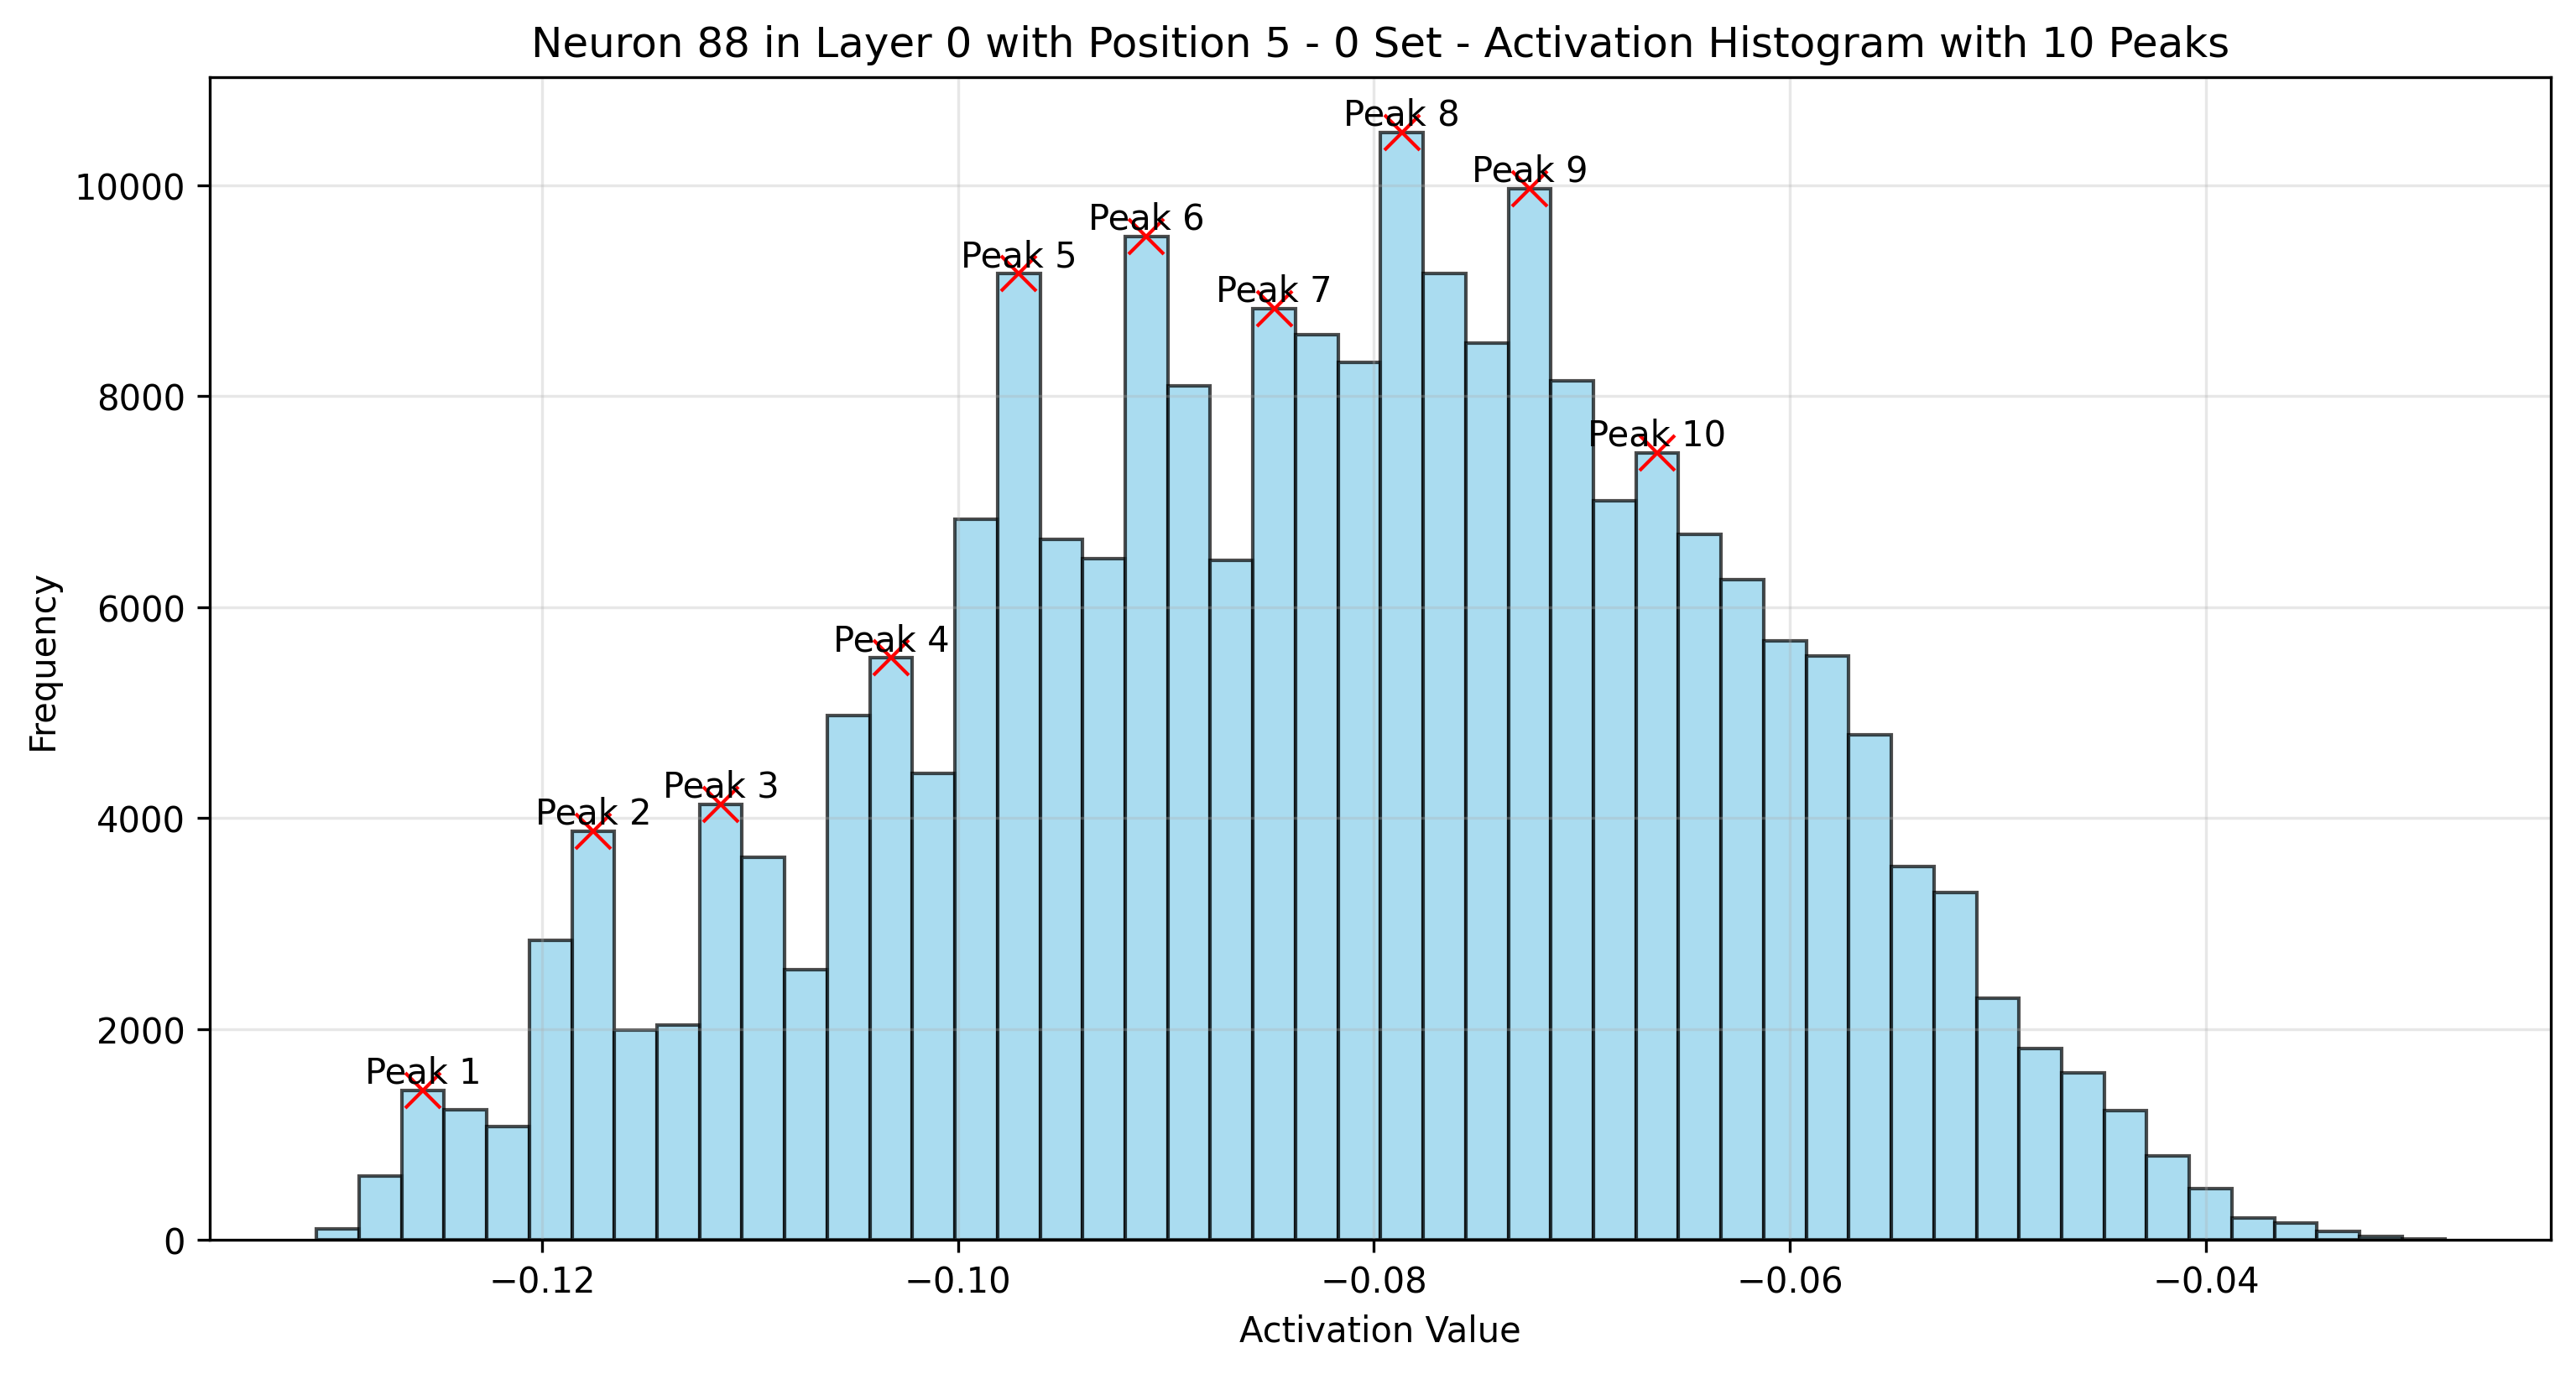 Neuron 88 in Layer 0 with Position 5 - 0 Set - Activation Histogram with 10 Peaks
Peak 8
Peak 9
Peak 6
Peak 5
Peak 7
Peak 10
Peak 4
Peak 3
Peak 2
Peak 1
10000
8000
6000
4000
2000
0
Frequency
−0.12 −0.10 −0.08 −0.06 −0.04
Activation Value